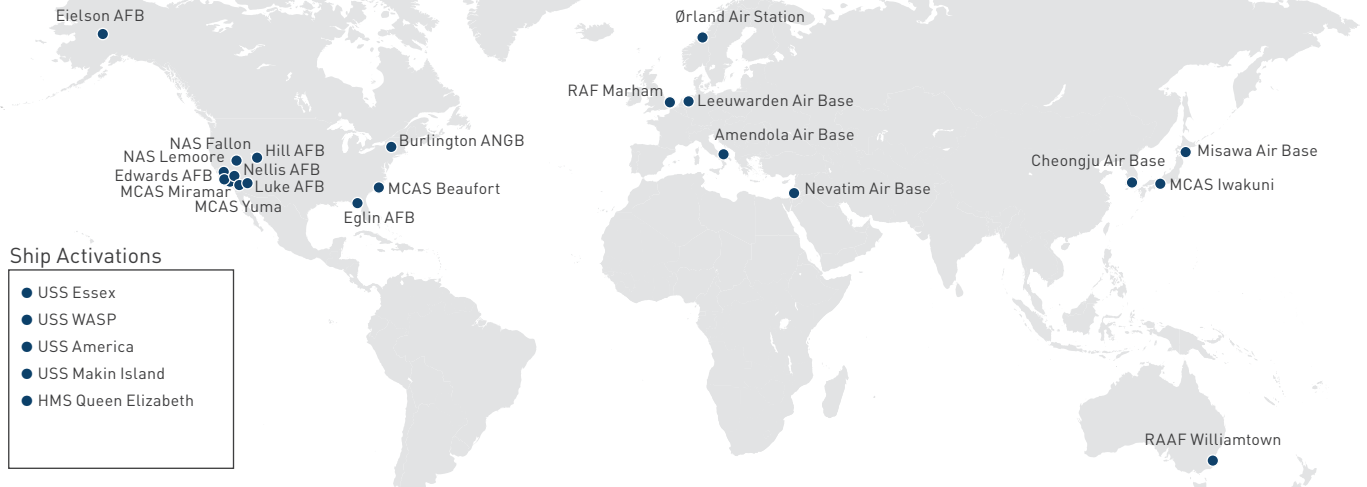 Eielson AFB
Ørland Air Station
RAF Marham
Leeuwarden Air Base
Amendola Air Base
Burlington ANGB
NAS Fallon
Hill AFB
NAS Lemoore
Nellis AFB
Edwards AFB
Luke AFB
MCAS Miramar
MCAS Yuma
MCAS Beaufort
Eglin AFB
Nevatim Air Base
Cheongju Air Base
Misawa Air Base
MCAS Iwakuni
RAAF Williamtown
Ship Activations
USS Essex
USS WASP
USS America
USS Makin Island
HMS Queen Elizabeth